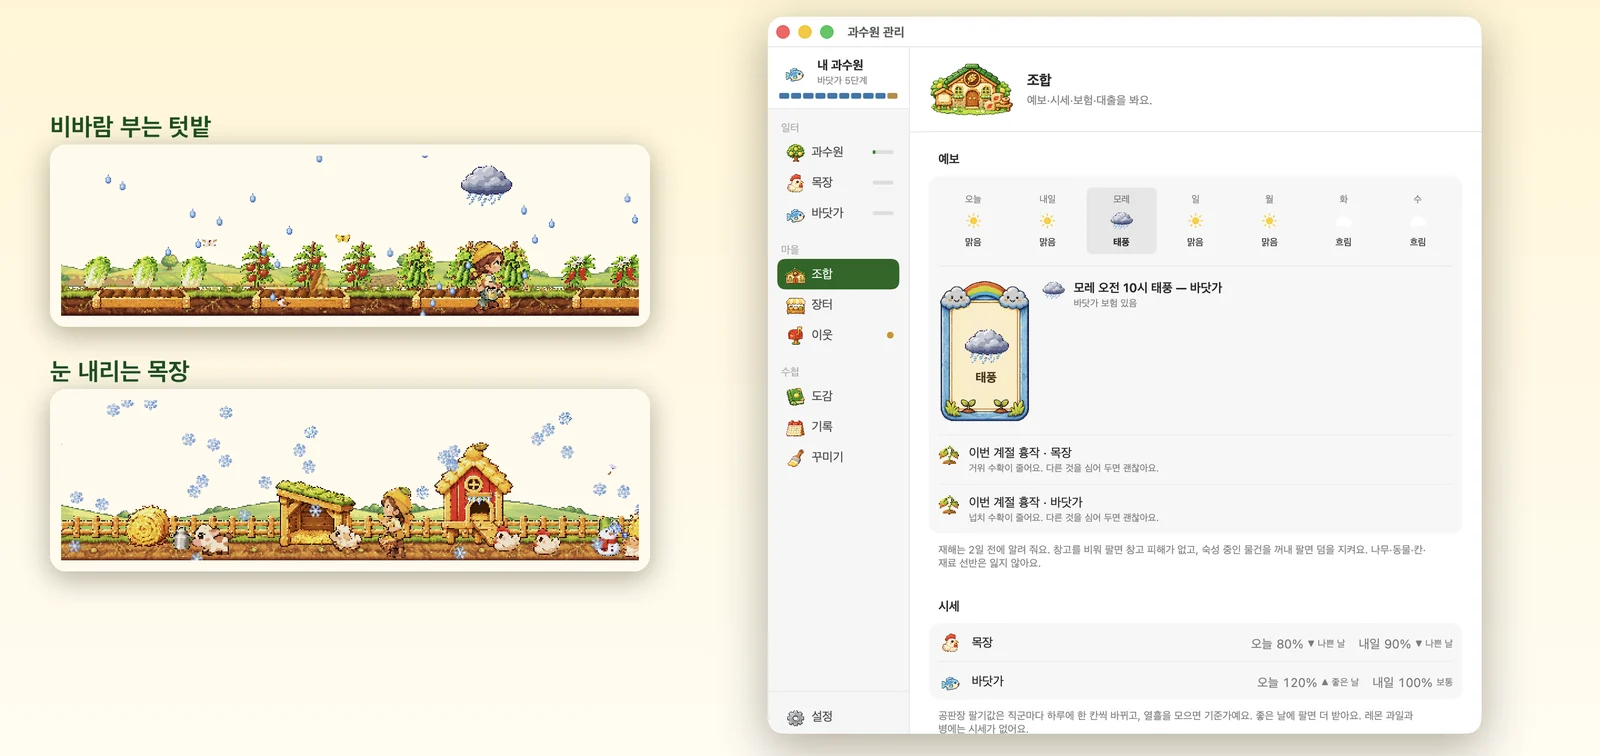 비바람 부는 텃밭
눈 내리는 목장
과수원 관리
내 과수원
바닷가 5단계
일터
과수원
목장
바닷가
마을
조합
장터
이웃
수첩
도감
기록
꾸미기
설정
조합
예보·시세·보험·대출을 봐요.
예보
오늘 내일 모레 일 월 화 수
맑음 맑음 태풍 맑음 맑음 흐림 흐림
태풍
모레 오전 10시 태풍 — 바닷가
바닷가 보험 있음
이번 계절 흉작 · 목장
거위 수확이 줄어요. 다른 것을 심어 두면 괜찮아요.
이번 계절 흉작 · 바닷가
넙치 수확이 줄어요. 다른 것을 심어 두면 괜찮아요.
재해는 2일 전에 알려 줘요. 창고를 비워 팔면 창고 피해가 없고, 숙성 중인 물건을 꺼내 팔면 덤을 지켜요. 나무·동물·칸·
재료 선반은 잃지 않아요.
시세
목장 오늘 80% ▼ 나쁜 날 내일 90% ▼ 나쁜 날
바닷가 오늘 120% ▲ 좋은 날 내일 100% 보통
공판장 팔기값은 직군마다 하루에 한 칸씩 바뀌고, 열흘을 모으면 기준가예요. 좋은 날에 팔면 더 받아요. 레몬 과일과
병에는 시세가 없어요.